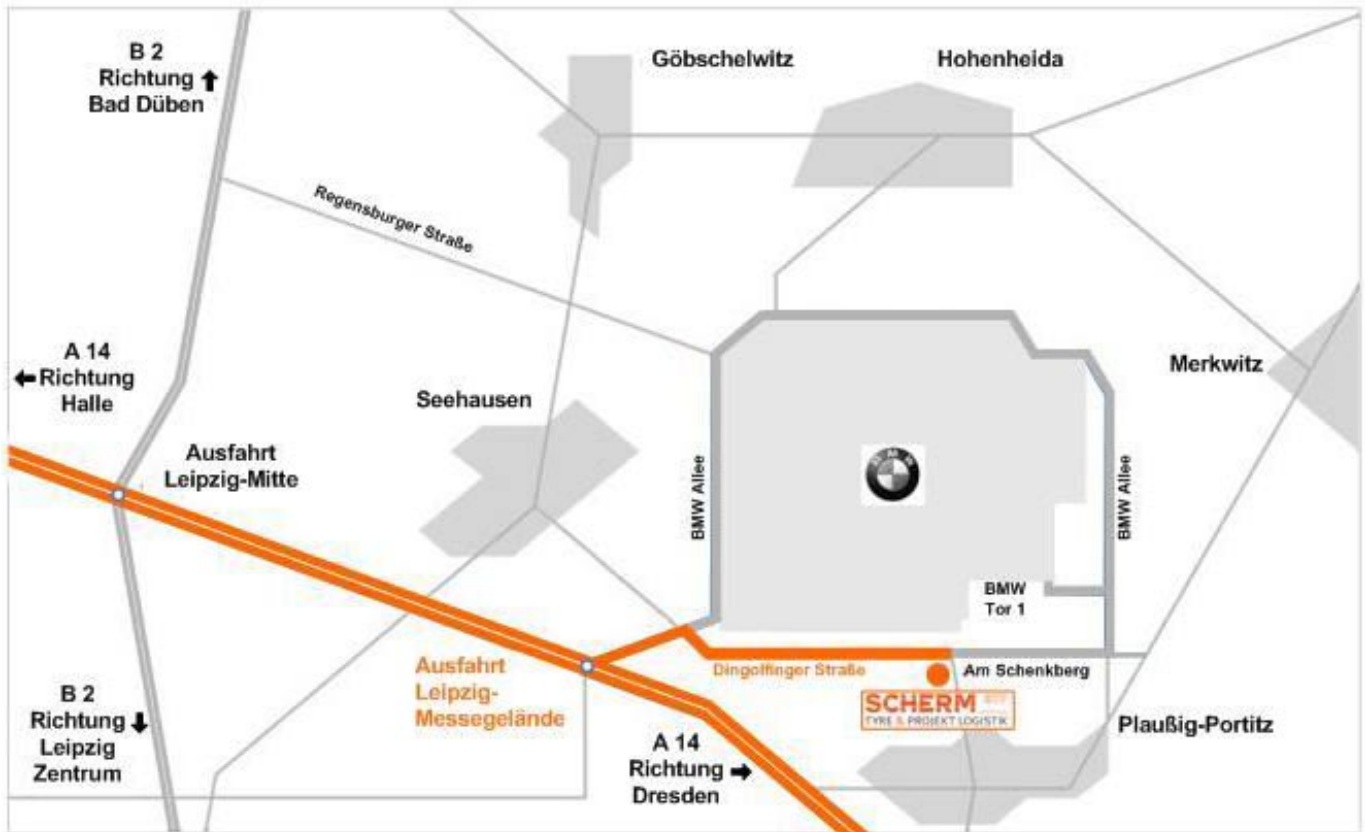 B 2
Richtung
Bad Düben
Göbschelwitz
Hohenheida
Regensburger Straße
A 14
Richtung
Halle
Merkwitz
Seehausen
Ausfahrt
Leipzig-Mitte
BMW Allee
BMW
BMW Allee
BMW
Tor 1
Ausfahrt
Leipzig-
Messegelände
Dingolfinger Straße
Am Schenkberg
SCHERM
TYRE & PROJEKT LOGISTIK
B 2
Richtung
Leipzig
Zentrum
Plaußig-Portitz
A 14
Richtung
Dresden